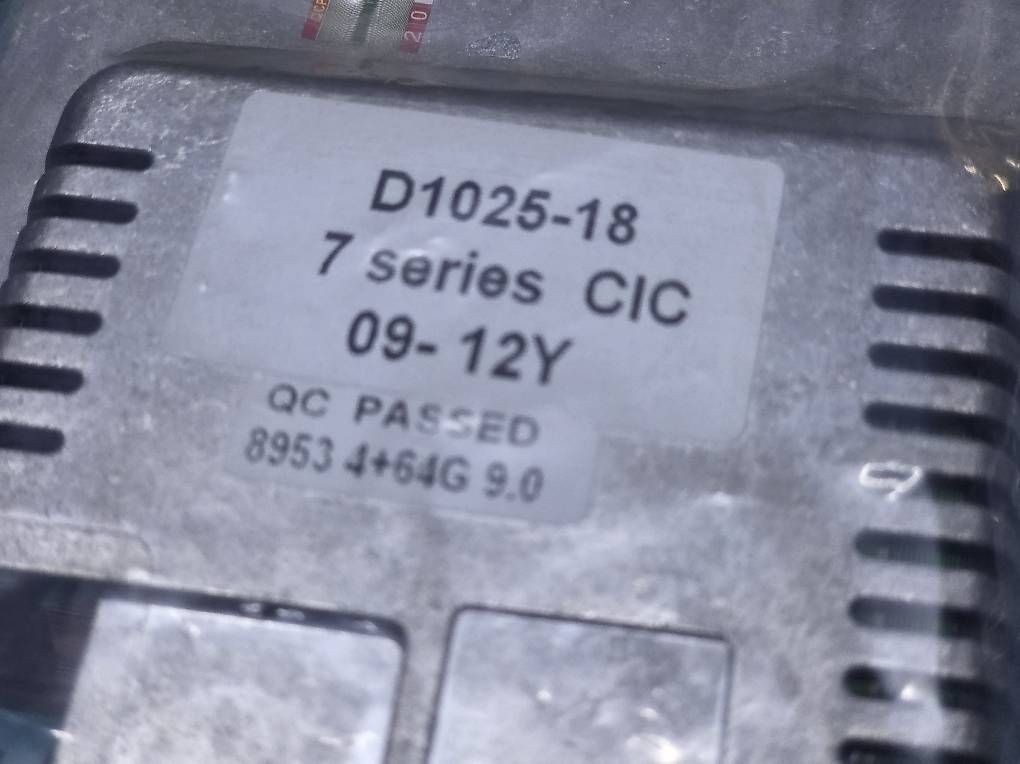 D1025-18
7 series CIC
09- 12Y
QC PASSED
8953 4+64G 9.0